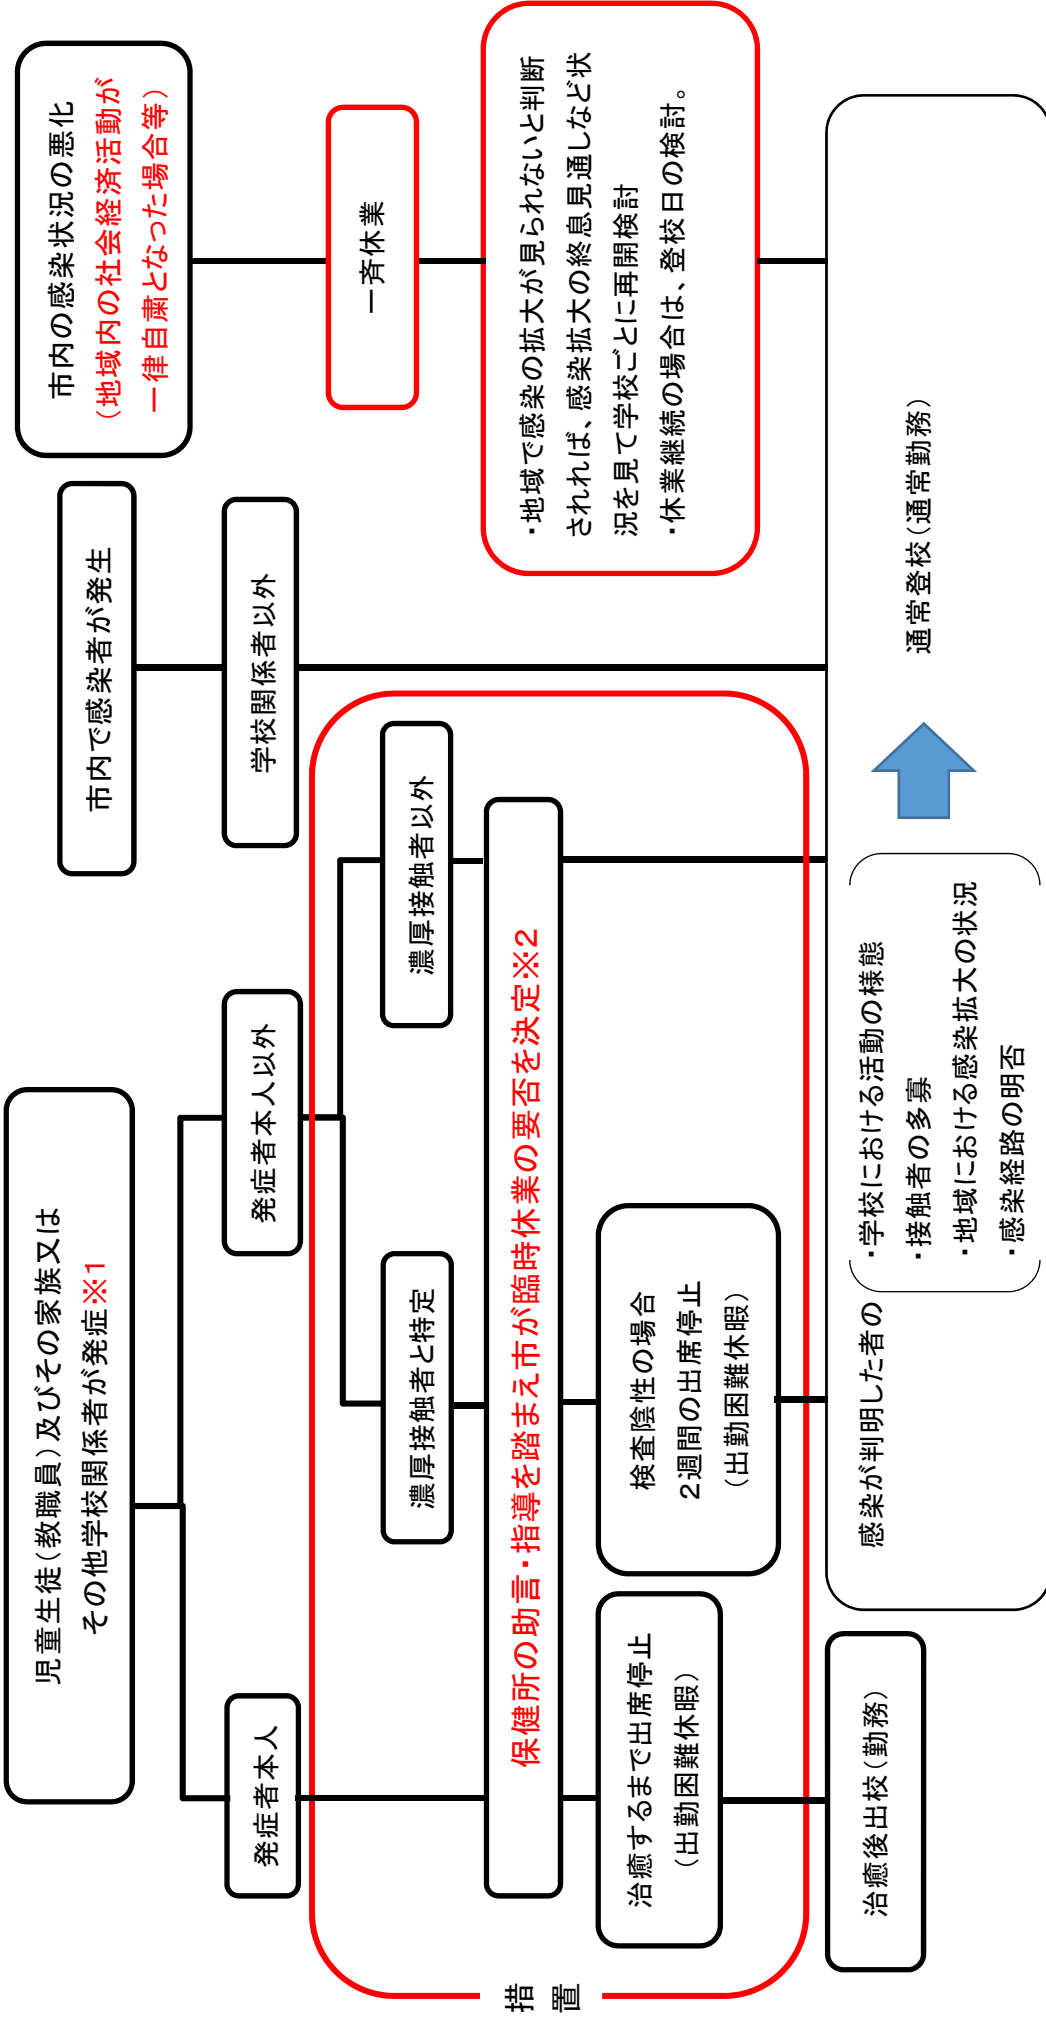 児童生徒(教職員)及びその家族又は
その他学校関係者が発症※1
市内で感染者が発生
市内の感染状況の悪化
(地域内の社会経済活動が
一律自粛となった場合等)
発症者本人
発症者本人以外
学校関係者以外
一斉休業
濃厚接触者と特定
濃厚接触者以外
措
置
保健所の助言・指導を踏まえ市が臨時休業の要否を決定※2
・地域で感染の拡大が見られないと判断
されれば、感染拡大の終息見通しなど状
況を見て学校ごとに再開検討
・休業継続の場合は、登校日の検討。
治癒するまで出席停止
(出勤困難休暇)
検査陰性の場合
2週間の出席停止
(出勤困難休暇)
治癒後出校(勤務)
感染が判明した者の
・学校における活動の様態
・接触者の多寡
・地域における感染拡大の状況
・感染経路の明否
通常登校(通常勤務)